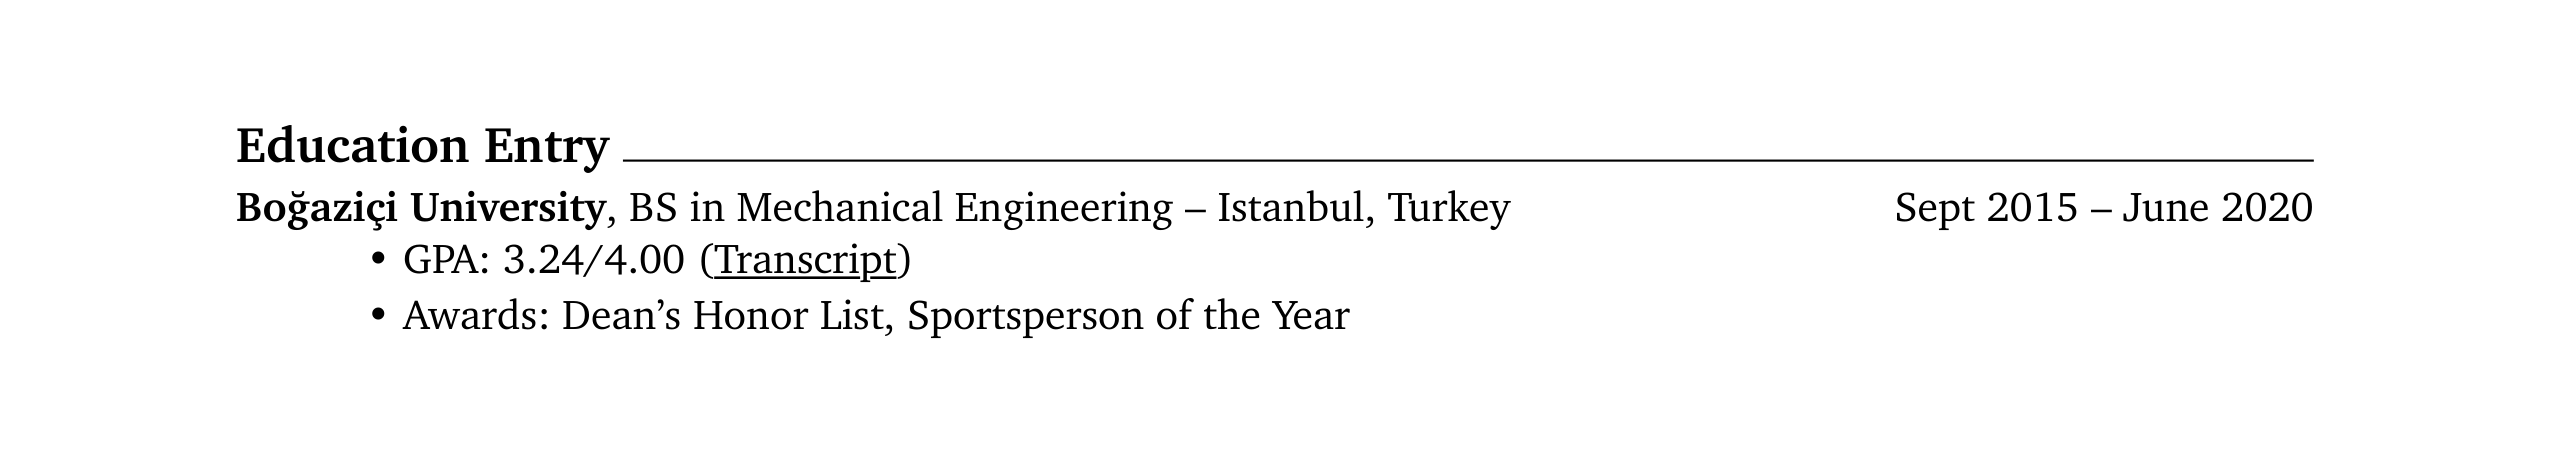 Education Entry
Boğaziçi University, BS in Mechanical Engineering – Istanbul, Turkey Sept 2015 – June 2020
• GPA: 3.24/4.00 (Transcript)
• Awards: Dean’s Honor List, Sportsperson of the Year